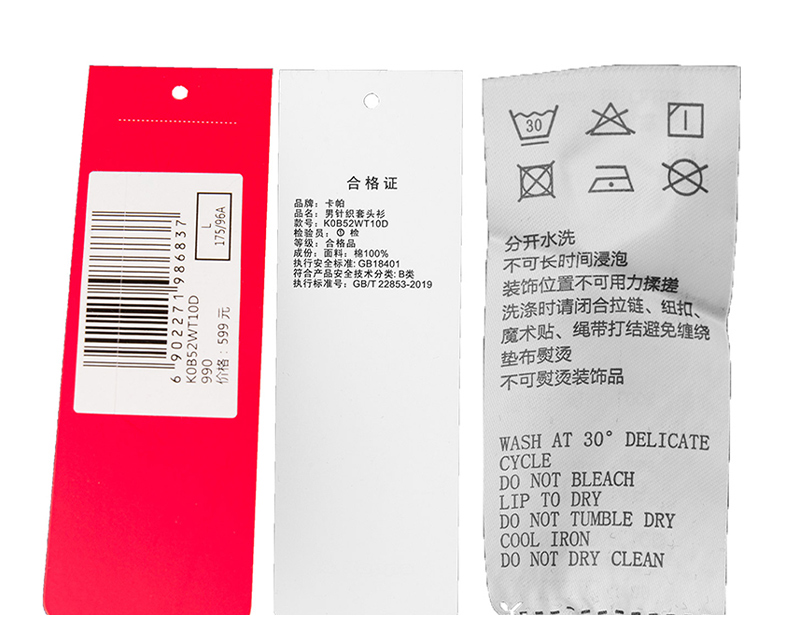 L
175/96A
6 902271 986837
K0B52WT10D
990
价格：599 元
合格证
品牌：卡帕
品名：男针织套头衫
款号：K0B52WT10D
检验员：① 检
等级：合格品
成份：面料：棉100%
执行安全标准：GB18401
符合产品安全技术分类：B类
执行标准号：GB/T 22853-2019
30
分开水洗
不可长时间浸泡
装饰位置不可用力揉搓
洗涤时请闭合拉链、纽扣、
魔术贴、绳带打结避免缠绕
垫布熨烫
不可熨烫装饰品
WASH AT 30° DELICATE
CYCLE
DO NOT BLEACH
LIP TO DRY
DO NOT TUMBLE DRY
COOL IRON
DO NOT DRY CLEAN